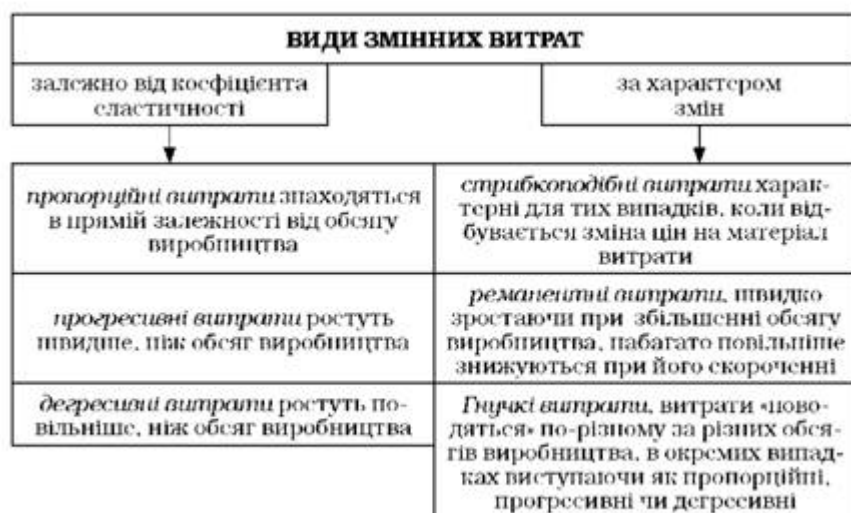 ВИДИ ЗМІННИХ ВИТРАТ
залежно від коефіцієнта
еластичності
за характером
змін
пропорційні витрати знаходяться
в прямій залежності від обсягу
виробництва
стрибкоподібні витрати харак-
терні для тих випадків, коли від-
бувається зміна цін на матеріал
витрати
прогресивні витрати ростуть
швидше, ніж обсяг виробництва
реманентні витрати, швидко
зростаючи при збільшенні обсягу
виробництва, набагато повільніше
знижуються при його скороченні
дегресивні витрати ростуть по-
вільніше, ніж обсяг виробництва
Гнучкі витрати, витрати «пово-
дяться» по-різному за різних обся-
гів виробництва, в окремих випад-
ках виступаючи як пропорційні,
прогресивні чи дегресивні